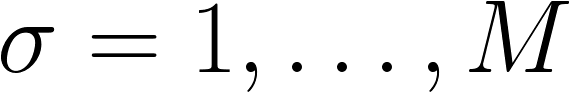 σ = 1, . . . , M